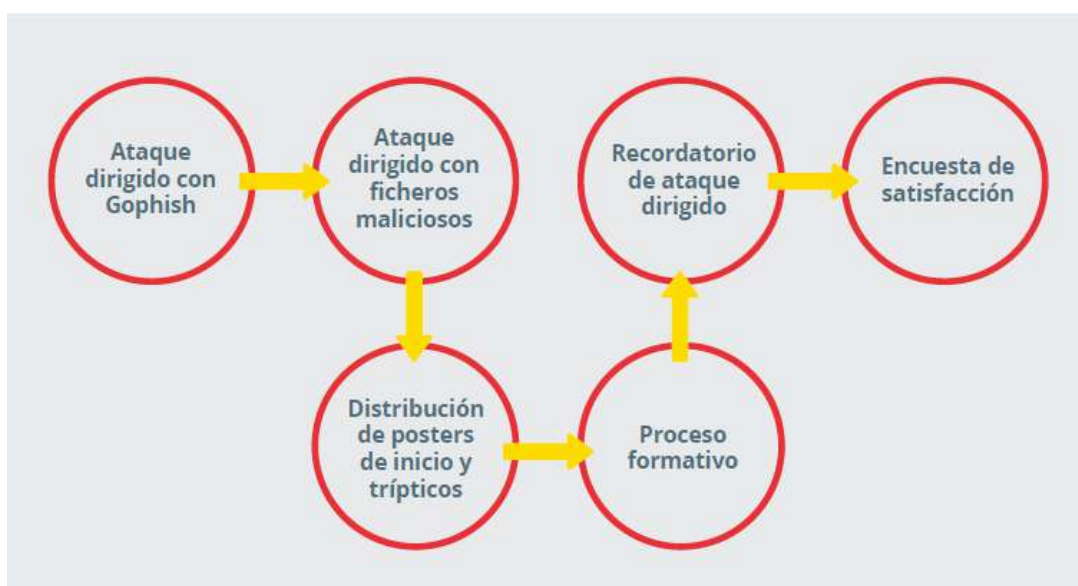 Ataque
dirigido con
Gophish
Ataque
dirigido con
ficheros
maliciosos
Distribución
de posters
de inicio y
trípticos
Proceso
formativo
Recordatorio
de ataque
dirigido
Encuesta de
satisfacción